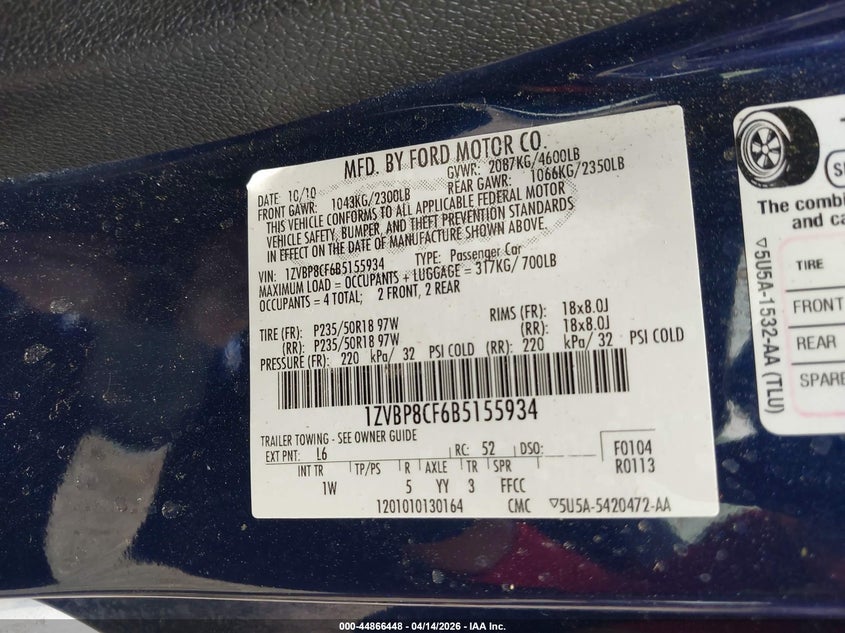 MFD. BY FORD MOTOR CO.
DATE: 10/10 GVWR: 2087KG/4600LB
FRONT GAWR: 1043KG/2300LB REAR GAWR: 1066KG/2350LB
THIS VEHICLE CONFORMS TO ALL APPLICABLE FEDERAL MOTOR
VEHICLE SAFETY, BUMPER, AND THEFT PREVENTION STANDARDS
IN EFFECT ON THE DATE OF MANUFACTURE SHOWN ABOVE.
VIN: 1ZVBP8CF6B5155934 TYPE: Passenger Car
MAXIMUM LOAD = OCCUPANTS + LUGGAGE = 317KG/700LB
OCCUPANTS = 4 TOTAL; 2 FRONT, 2 REAR
TIRE (FR): P235/50R18 97W RIMS (FR): 18x8.0J
(RR): P235/50R18 97W (RR): 18x8.0J
PRESSURE (FR): 220 kPa/ 32 PSI COLD (RR): 220 kPa/ 32 PSI COLD
1ZVBP8CF6B5155934
TRAILER TOWING - SEE OWNER GUIDE
EXT PNT: L6 RC: 52 DSO: F0104
INT TR TP/PS R AXLE TR SPR R0113
1W 5 YY 3 FFCC
1201010130164 CMC ▽5U5A-5420472-AA
The combin
and ca
▽5U5A-1532-AA (TLU)
TIRE
FRONT
REAR
SPARE
000-44866448 - 04/14/2026 - IAA Inc.